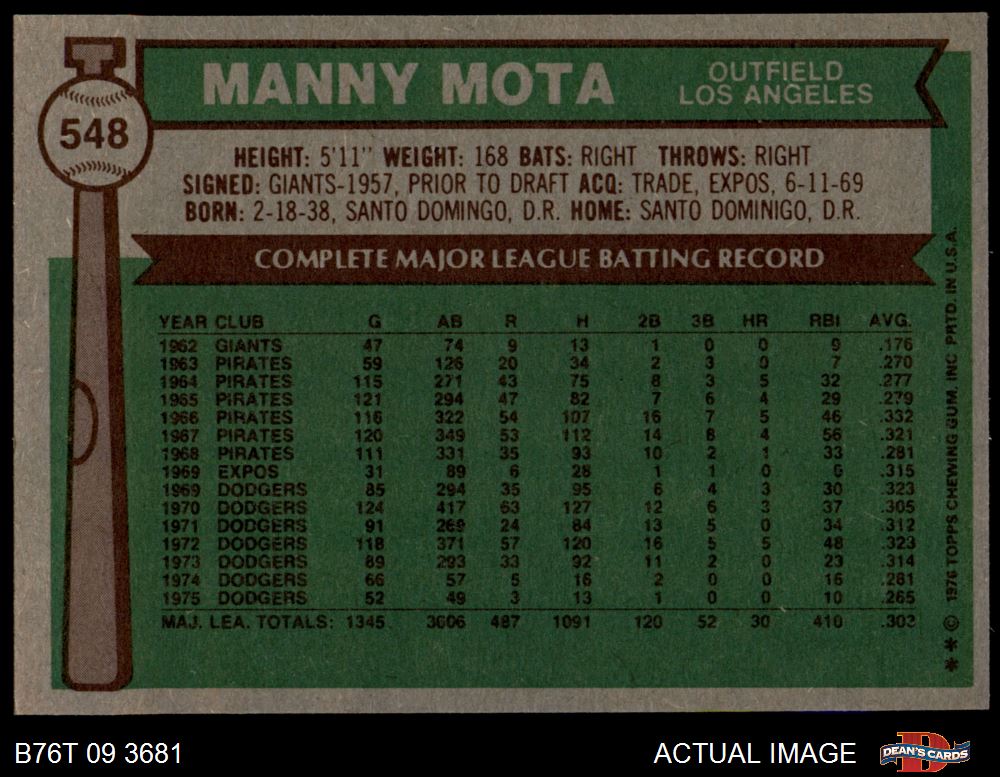 548
MANNY MOTA
OUTFIELD
LOS ANGELES
HEIGHT: 5'11" WEIGHT: 168 BATS: RIGHT THROWS: RIGHT
SIGNED: GIANTS-1957, PRIOR TO DRAFT ACQ: TRADE, EXPOS, 6-11-69
BORN: 2-18-38, SANTO DOMINGO, D.R. HOME: SANTO DOMINIGO, D.R.
COMPLETE MAJOR LEAGUE BATTING RECORD
YEAR CLUB G AB R H 2B 3B HR RBI AVG.
1962 GIANTS 47 74 9 13 1 0 0 9 .176
1963 PIRATES 59 126 20 34 2 3 0 7 .270
1964 PIRATES 115 271 43 75 8 3 5 32 .277
1965 PIRATES 121 294 47 82 7 6 4 29 .279
1966 PIRATES 116 322 54 107 16 7 5 46 .332
1967 PIRATES 120 349 53 112 14 8 4 56 .321
1968 PIRATES 111 331 35 93 10 2 1 33 .281
1969 EXPOS 31 89 6 28 1 1 0 0 .315
1969 DODGERS 85 294 35 95 6 4 3 30 .323
1970 DODGERS 124 417 63 127 12 6 3 37 .305
1971 DODGERS 91 269 24 84 13 5 0 34 .312
1972 DODGERS 118 371 57 120 16 5 5 48 .323
1973 DODGERS 89 293 33 92 11 2 0 23 .314
1974 DODGERS 66 57 5 16 2 0 0 16 .281
1975 DODGERS 52 49 3 13 1 0 0 10 .265
MAJ. LEA. TOTALS: 1345 3606 487 1091 120 52 30 410 .303
* * © 1976 TOPPS CHEWING GUM, INC PRTD. IN U.S.A.
B76T 09 3681
ACTUAL IMAGE
D
DEAN'S CARDS